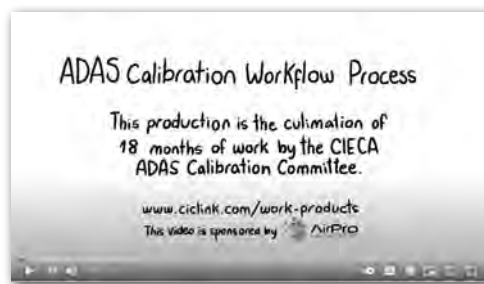 ADAS Calibration Workflow Process
This production is the culimation of
18 months of work by the CIECA
ADAS Calibration Committee.
www.ciclink.com/work-products
This video is sponsored by AirPro